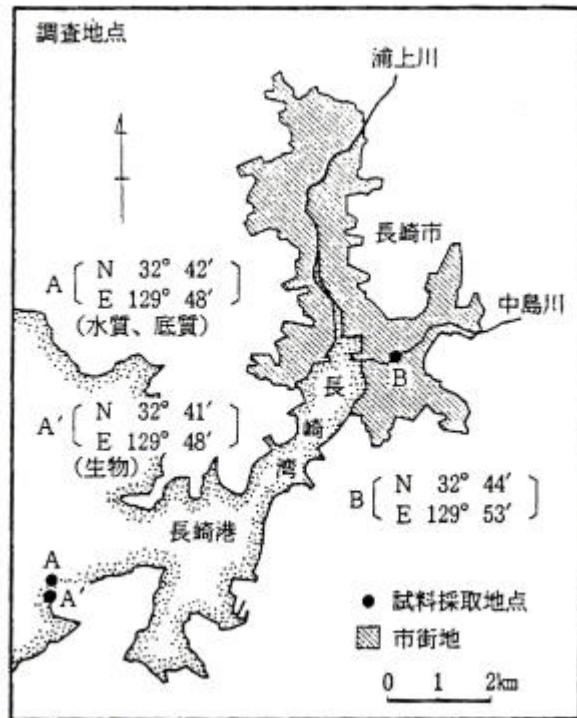 調査地点
浦上川
長崎市
中島川
A
N 32° 42′
E 129° 48′
(水質、底質)
A′
N 32° 41′
E 129° 48′
(生物)
B
長
崎
湾
B
N 32° 44′
E 129° 53′
長崎港
A
A′
● 試料採取地点
市街地
0 1 2km